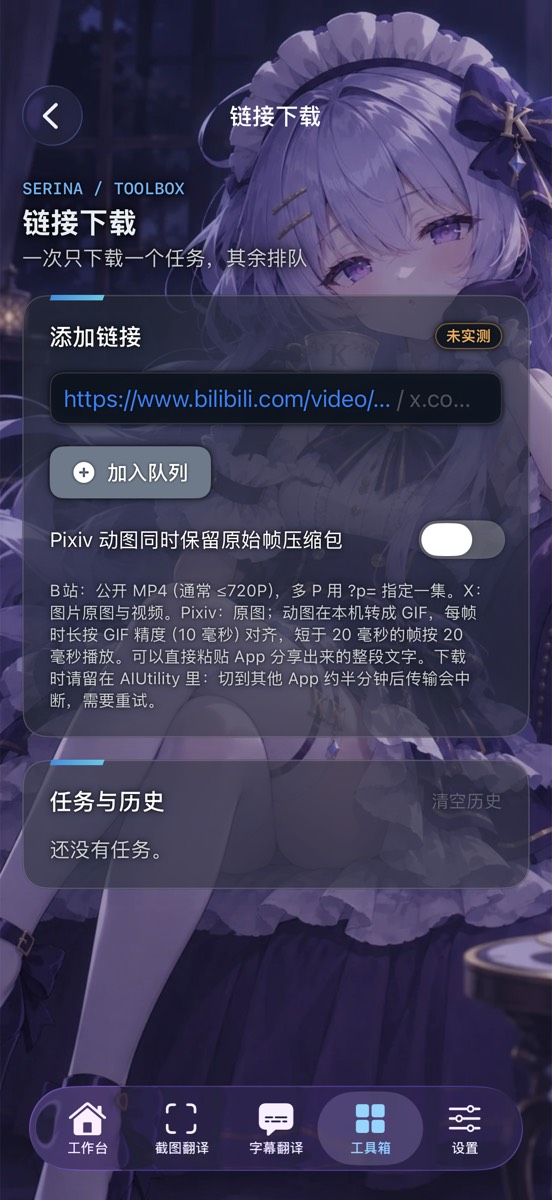 链接下载
SERINA / TOOLBOX
链接下载
一次只下载一个任务，其余排队
添加链接
未实测
https://www.bilibili.com/video/... / x.co...
加入队列
Pixiv 动图同时保留原始帧压缩包
B 站：公开 MP4 (通常 ≤720P)，多 P 用 ?p= 指定一集。X：
图片原图与视频。Pixiv：原图；动图在本机转成 GIF，每帧
时长按 GIF 精度 (10 毫秒) 对齐，短于 20 毫秒的帧按 20
毫秒播放。可以直接粘贴 App 分享出来的整段文字。下载
时请留在 AIUtility 里：切到其他 App 约半分钟后传输会中
断，需要重试。
任务与历史
清空历史
还没有任务。
工作台
截图翻译
字幕翻译
工具箱
设置
K